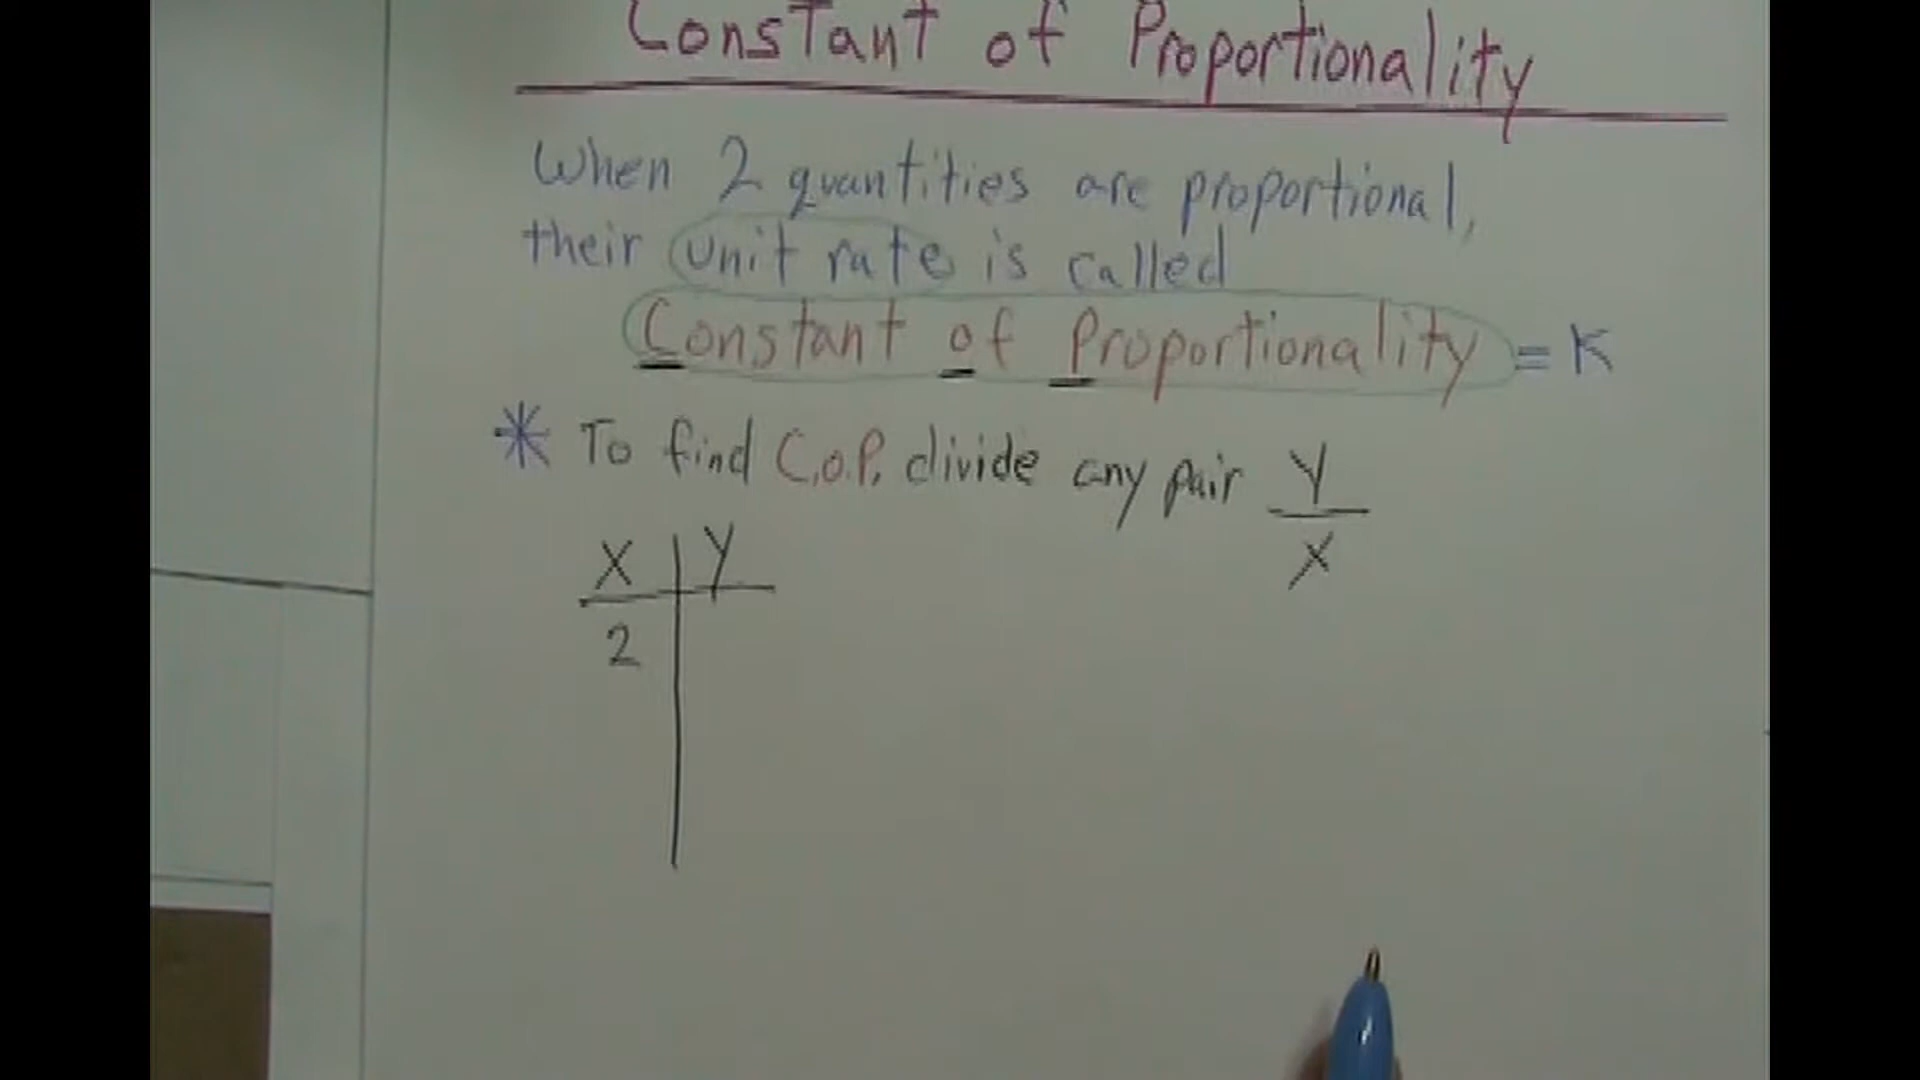 Constant of Proportionality
When 2 quantities are proportional,
their unit rate is called
Constant of Proportionality = K
* To find C.o.P. divide any pair Y
X
X Y
2